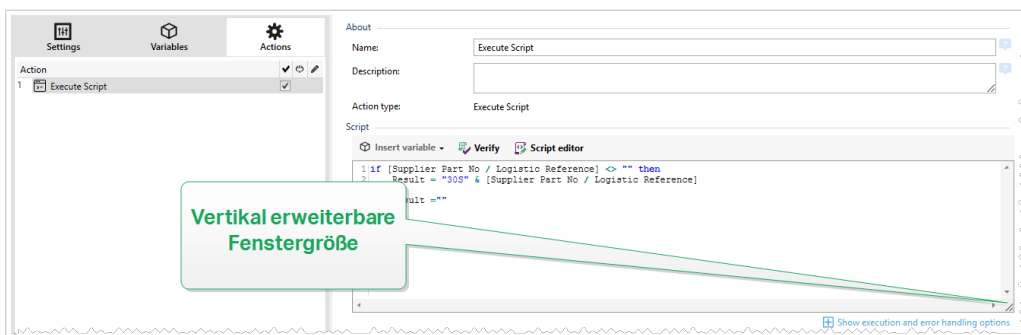 Settings
Variables
Actions
Action
1 Execute Script
About
Name:
Execute Script
Description:
Action type:
Execute Script
Script
Insert variable
Verify
Script editor
1 if [Supplier Part No / Logistic Reference] <> "" then
2 Result = "30S" & [Supplier Part No / Logistic Reference]
ult =""
Vertikal erweiterbare
Fenstergröße
Show execution and error handling options